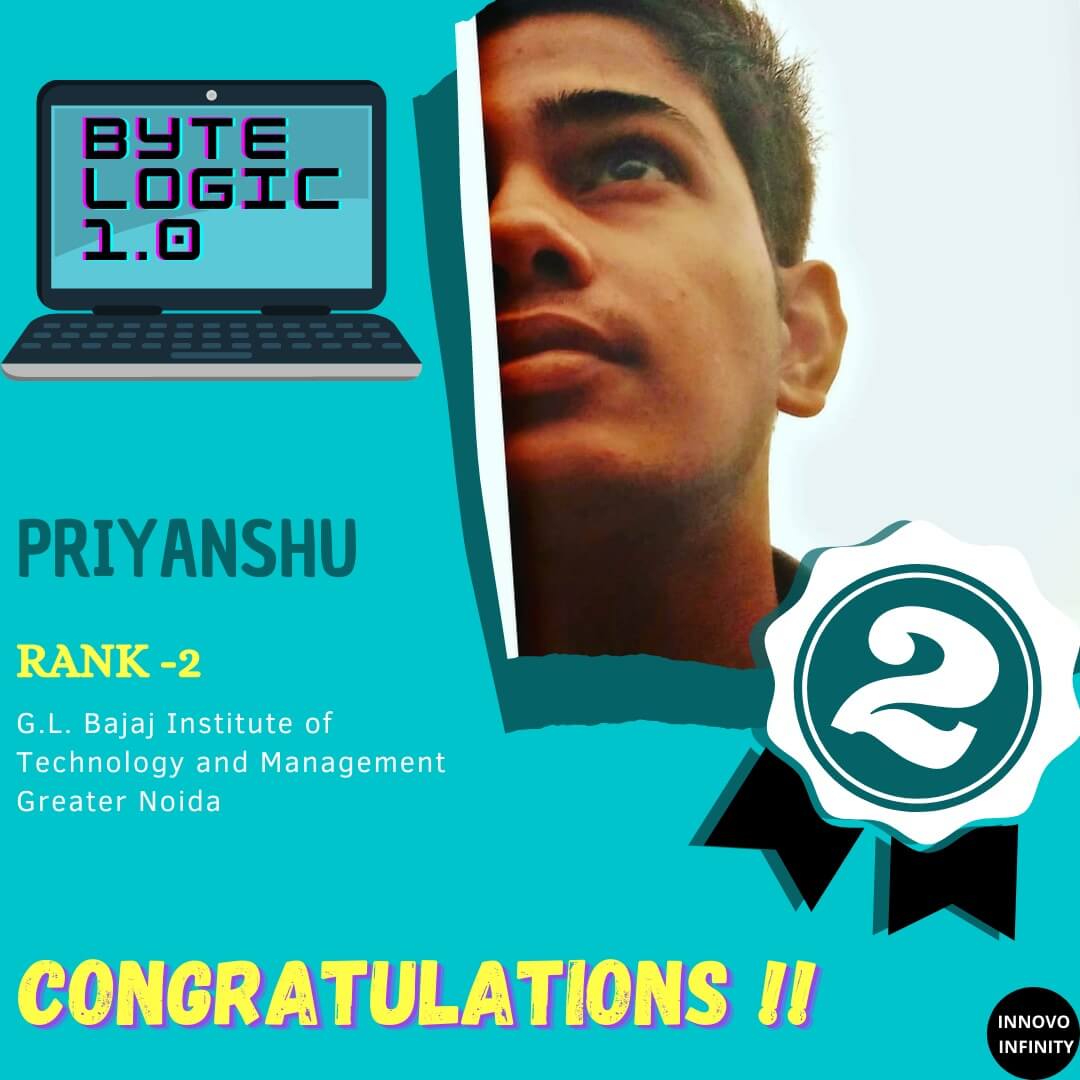 BYTE
LOGIC
1.0
PRIYANSHU
RANK -2
G.L. Bajaj Institute of
Technology and Management
Greater Noida
2
CONGRATULATIONS !!
INNOVO
INFINITY